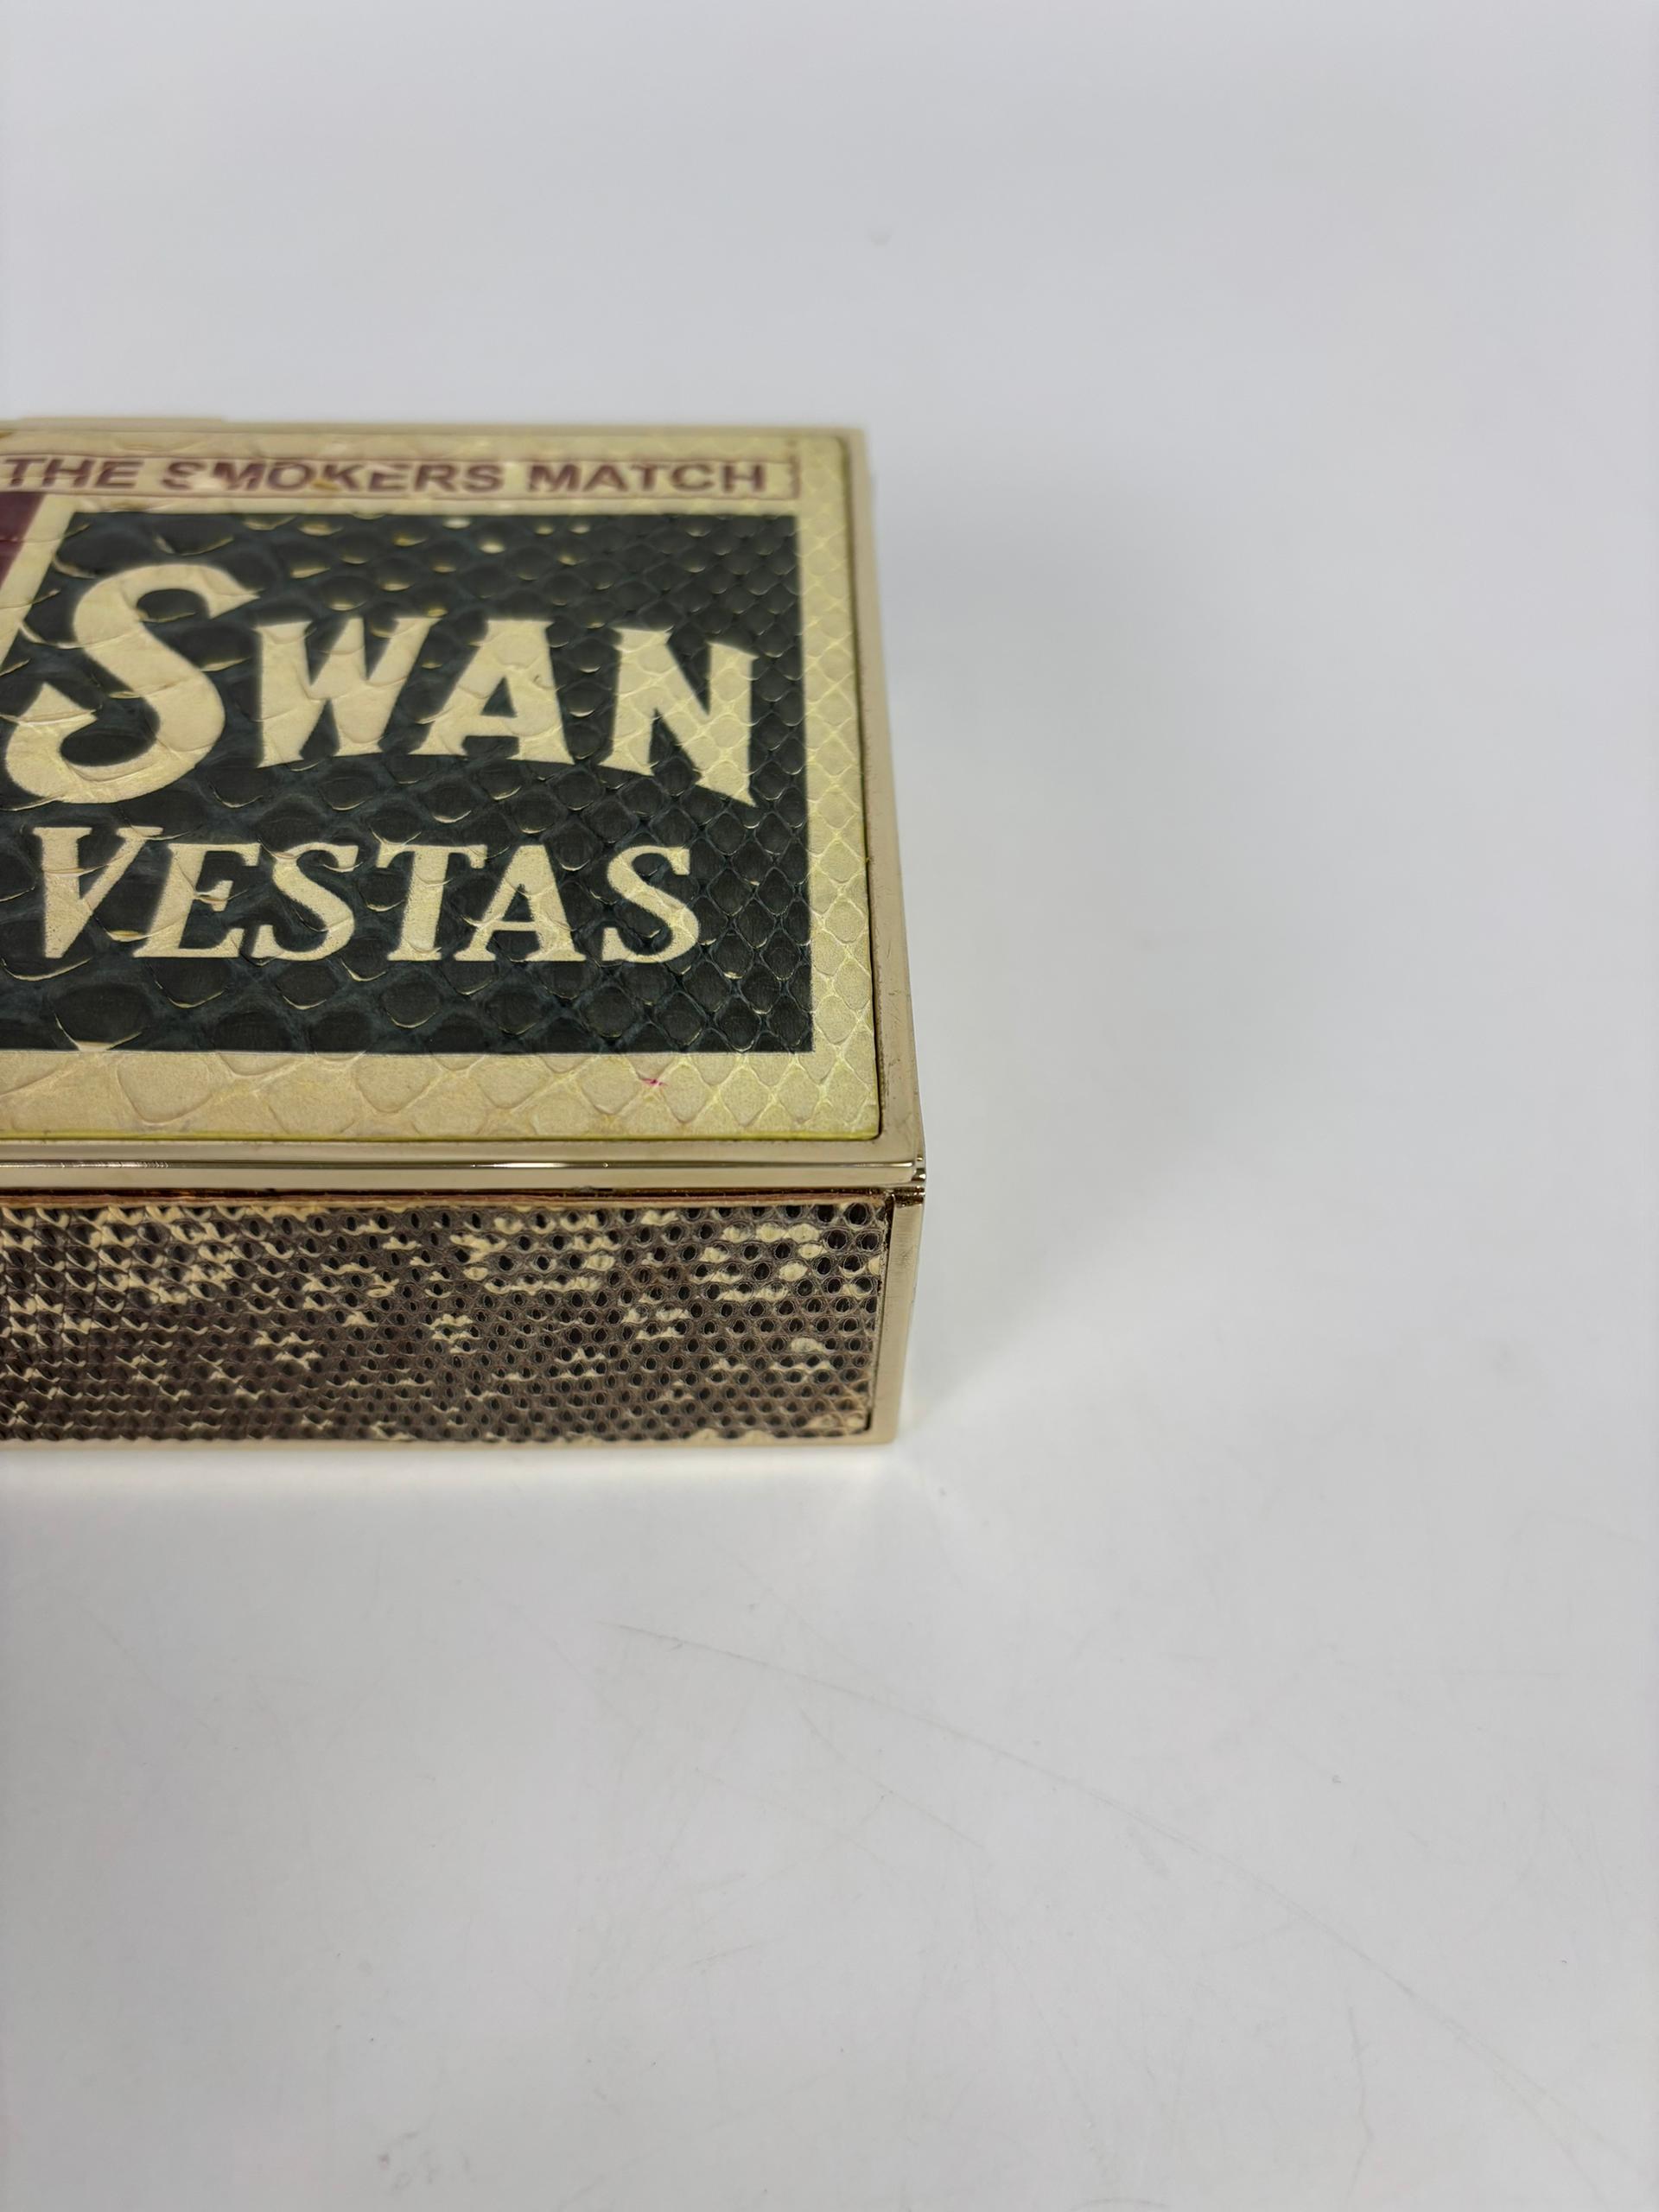 THE SMOKERS MATCH
SWAN
VESTAS